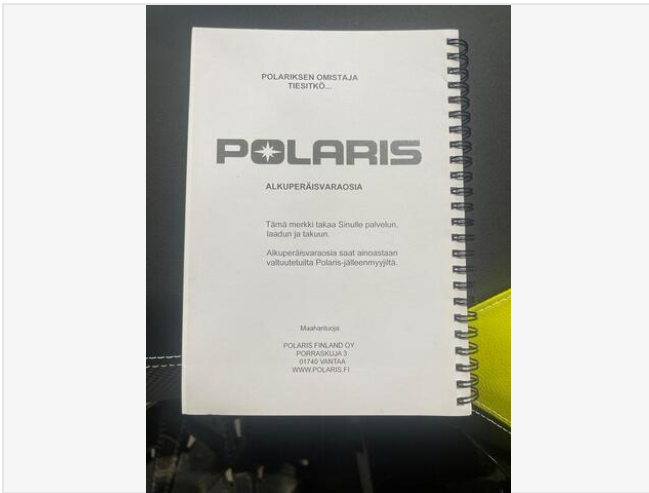 POLARIKSEN OMISTAJA
TIESITKÖ...
POLARIS
ALKUPERÄISVARAOSIA
Tämä merkki takaa Sinulle palvelun,
laadun ja takuun.
Alkuperäisvaraosia saat ainoastaan
valtuutetuilta Polaris-jälleenmyyjiltä.
Maahantuoja:
POLARIS FINLAND OY
PORRASKUJA 3
01740 VANTAA
WWW.POLARIS.FI